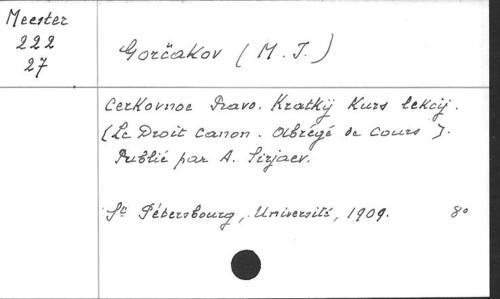 Meester
222
27
Gorčakov (M. I.)
Cerkovnoe Pravo. Kratkij Kurs lekcij.
(Le Droit canon. Abrégé de cours).
Publié par A. Sirjaev.
St Pétersbourg, Université, 1909. 8o